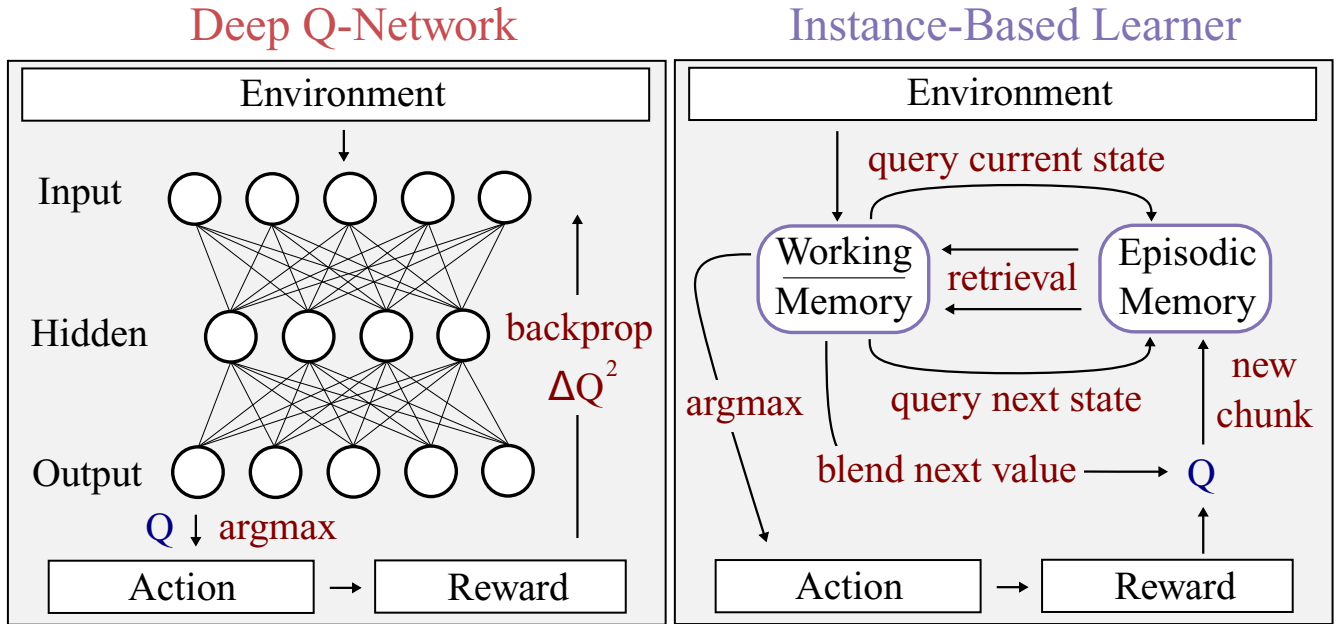 Deep Q-Network
Environment
Input
Hidden
backprop
ΔQ²
Output
Q
argmax
Action
Reward
Instance-Based Learner
Environment
query current state
Working
Memory
retrieval
Episodic
Memory
argmax
query next state
new
chunk
blend next value
Q
Action
Reward